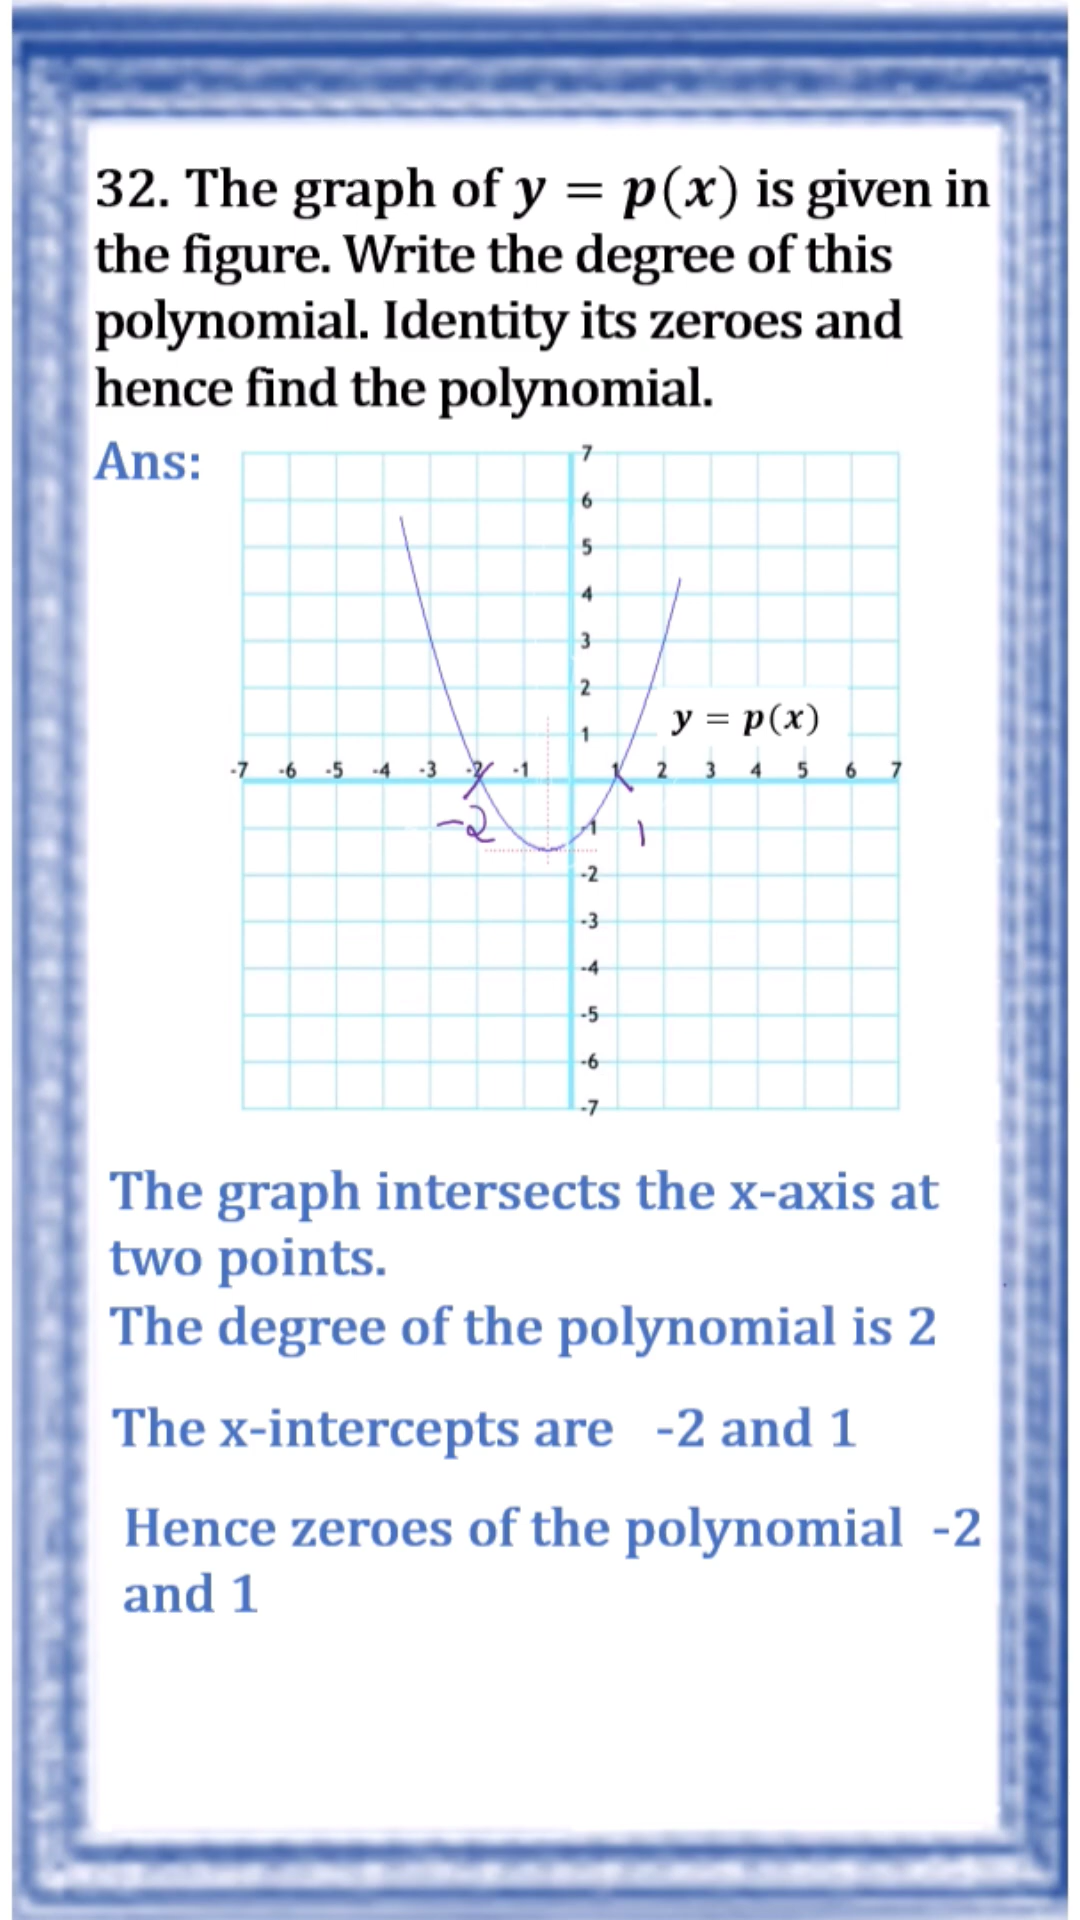 32. The graph of y = p(x) is given in
the figure. Write the degree of this
polynomial. Identity its zeroes and
hence find the polynomial.
Ans:
7
6
5
4
3
2
1
y = p(x)
-7 -6 -5 -4 -3 -2 -1 1 2 3 4 5 6 7
-2 -1 1
-2
-3
-4
-5
-6
-7
The graph intersects the x-axis at
two points.
The degree of the polynomial is 2
The x-intercepts are -2 and 1
Hence zeroes of the polynomial -2
and 1